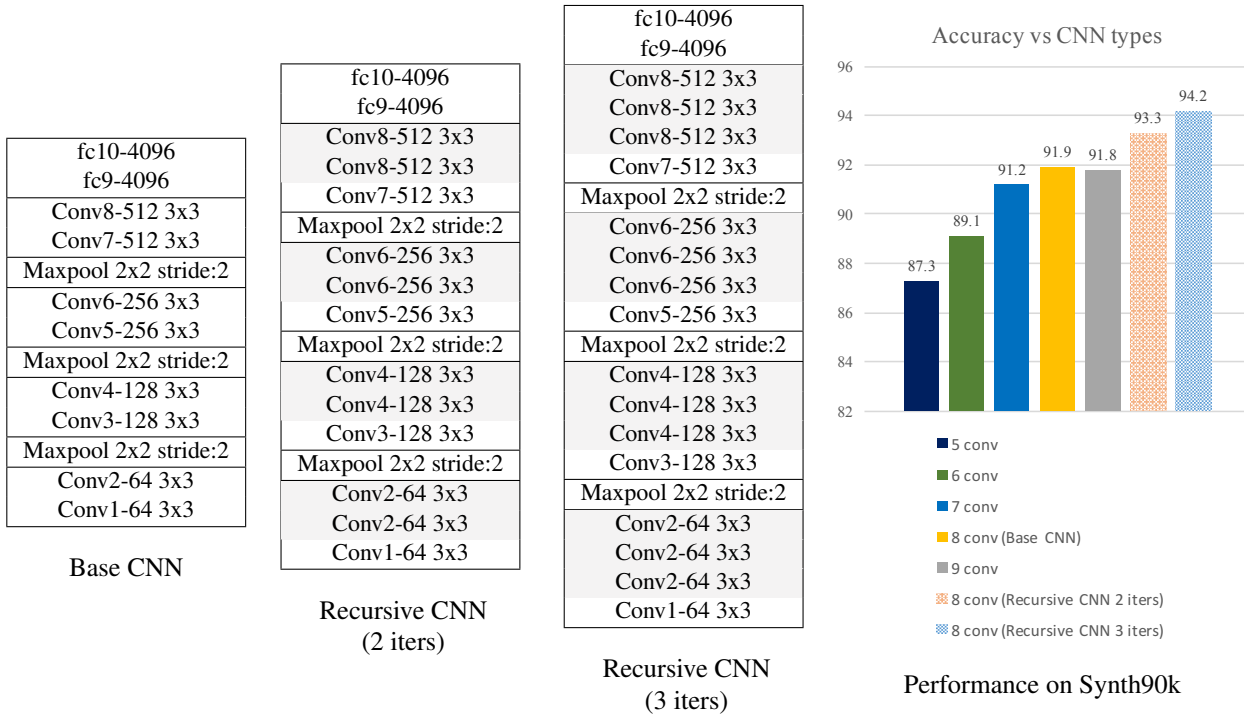 fc10-4096
fc9-4096
Conv8-512 3x3
Conv7-512 3x3
Maxpool 2x2 stride:2
Conv6-256 3x3
Conv5-256 3x3
Maxpool 2x2 stride:2
Conv4-128 3x3
Conv3-128 3x3
Maxpool 2x2 stride:2
Conv2-64 3x3
Conv1-64 3x3
Base CNN
fc10-4096
fc9-4096
Conv8-512 3x3
Conv8-512 3x3
Conv7-512 3x3
Maxpool 2x2 stride:2
Conv6-256 3x3
Conv6-256 3x3
Conv5-256 3x3
Maxpool 2x2 stride:2
Conv4-128 3x3
Conv4-128 3x3
Conv3-128 3x3
Maxpool 2x2 stride:2
Conv2-64 3x3
Conv2-64 3x3
Conv1-64 3x3
Recursive CNN
(2 iters)
fc10-4096
fc9-4096
Conv8-512 3x3
Conv8-512 3x3
Conv8-512 3x3
Conv7-512 3x3
Maxpool 2x2 stride:2
Conv6-256 3x3
Conv6-256 3x3
Conv6-256 3x3
Conv5-256 3x3
Maxpool 2x2 stride:2
Conv4-128 3x3
Conv4-128 3x3
Conv4-128 3x3
Conv3-128 3x3
Maxpool 2x2 stride:2
Conv2-64 3x3
Conv2-64 3x3
Conv2-64 3x3
Conv1-64 3x3
Recursive CNN
(3 iters)
Accuracy vs CNN types
96
94
92
90
88
86
84
82
87.3
89.1
91.2
91.9
91.8
93.3
94.2
5 conv
6 conv
7 conv
8 conv (Base CNN)
9 conv
8 conv (Recursive CNN 2 iters)
8 conv (Recursive CNN 3 iters)
Performance on Synth90k